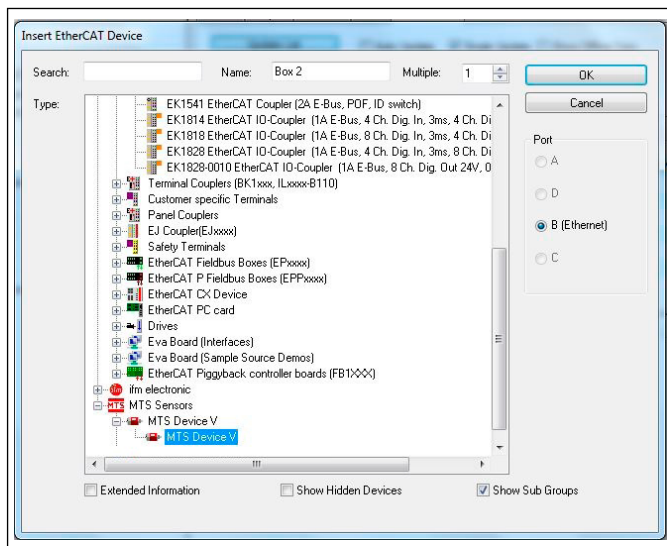 Insert EtherCAT Device
Search: Name: Box 2 Multiple: 1 OK
Type: Cancel
EK1541 EtherCAT Coupler (2A E-Bus, POF, ID switch)
EK1814 EtherCAT IO-Coupler (1A E-Bus, 4 Ch. Dig. In, 3ms, 4 Ch. Di
EK1818 EtherCAT IO-Coupler (1A E-Bus, 8 Ch. Dig. In, 3ms, 4 Ch. Di
EK1828 EtherCAT IO-Coupler (1A E-Bus, 4 Ch. Dig. In, 3ms, 8 Ch. Di
EK1828-0010 EtherCAT IO-Coupler (1A E-Bus, 8 Ch. Dig. Out 24V, 0
Terminal Couplers (BK1xxx, ILxxxx-B110)
Customer specific Terminals
Panel Couplers
EJ Coupler(EJxxxx)
Safety Terminals
EtherCAT Fieldbus Boxes (EPxxxx)
EtherCAT P Fieldbus Boxes (EPPxxxx)
EtherCAT CX Device
EtherCAT PC card
Drives
Eva Board (Interfaces)
Eva Board (Sample Source Demos)
EtherCAT Piggyback controller boards (FB1XXX)
ifm electronic
MTS MTS Sensors
MTS Device V
MTS Device V
Port
A
D
B (Ethernet)
C
Extended Information Show Hidden Devices Show Sub Groups